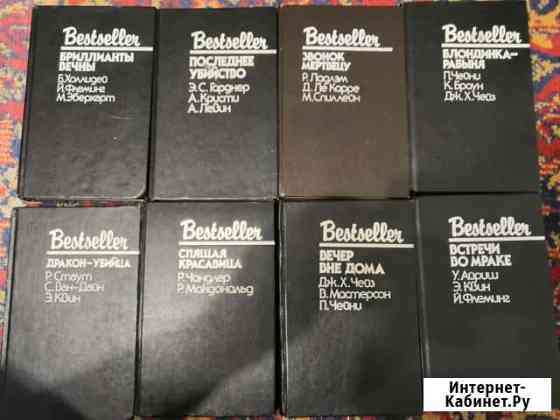 Bestseller
БРИЛЛИАНТЫ
ВЕЧНЫ
Б.Холлидей
Й.Флеминг
М.Эберхарт
Bestseller
ПОСЛЕДНЕЕ
УБИЙСТВО
Э.С. Гарднер
А. Кристи
А. Левин
Bestseller
ЗВОНОК
МЕРТВЕЦУ
Р. Ладлэм
Д. Ле Карре
М. Спиллейн
Bestseller
БЛОНДИНКА-
РАБЫНЯ
П.Чейни
К. Браун
Дж. Х. Чейз
Bestseller
ДРАКОН-УБИЙЦА
Р. Стаут
С. Ван-Дайн
Э. Квин
Bestseller
СПЯЩАЯ
КРАСАВИЦА
Р. Чандлер
Р. Макдональд
Bestseller
ВЕЧЕР
ВНЕ ДОМА
Дж. Х. Чейз
В. Мастерсон
П. Чейни
Bestseller
ВСТРЕЧИ
ВО МРАКЕ
У. Айриш
Э. Квин
Й. Флеминг
Интернет-
Кабинет.Ру